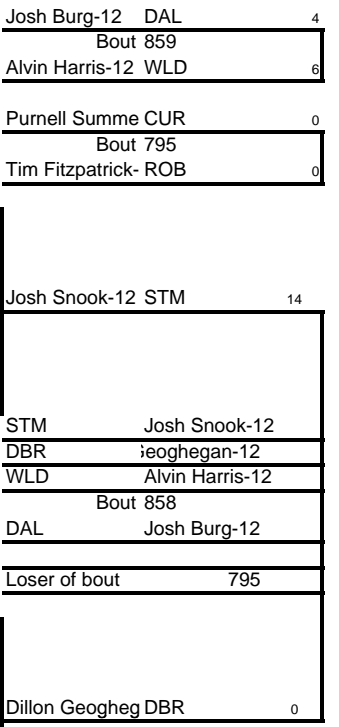 Josh Burg-12 DAL 4
Bout 859
Alvin Harris-12 WLD 6
Purnell Summe CUR 0
Bout 795
Tim Fitzpatrick- ROB 0
Josh Snook-12 STM 14
STM Josh Snook-12
DBR eoghegan-12
WLD Alvin Harris-12
Bout 858
DAL Josh Burg-12
Loser of bout 795
Dillon Geogheg DBR 0